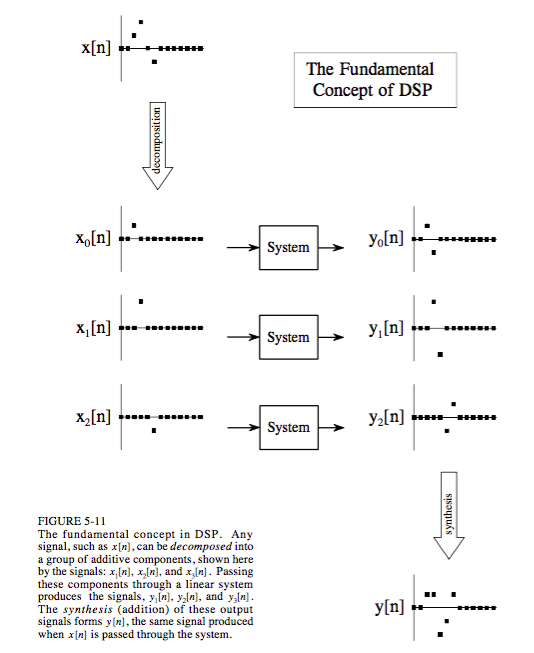 x[n]
The Fundamental
Concept of DSP
decomposition
x₀[n]
System
y₀[n]
x₁[n]
System
y₁[n]
x₂[n]
System
y₂[n]
synthesis
FIGURE 5-11
The fundamental concept in DSP. Any
signal, such as x[n], can be decomposed into
a group of additive components, shown here
by the signals: x₁[n], x₂[n], and x₃[n]. Passing
these components through a linear system
produces the signals, y₁[n], y₂[n], and y₃[n].
The synthesis (addition) of these output
signals forms y[n], the same signal produced
when x[n] is passed through the system.
y[n]